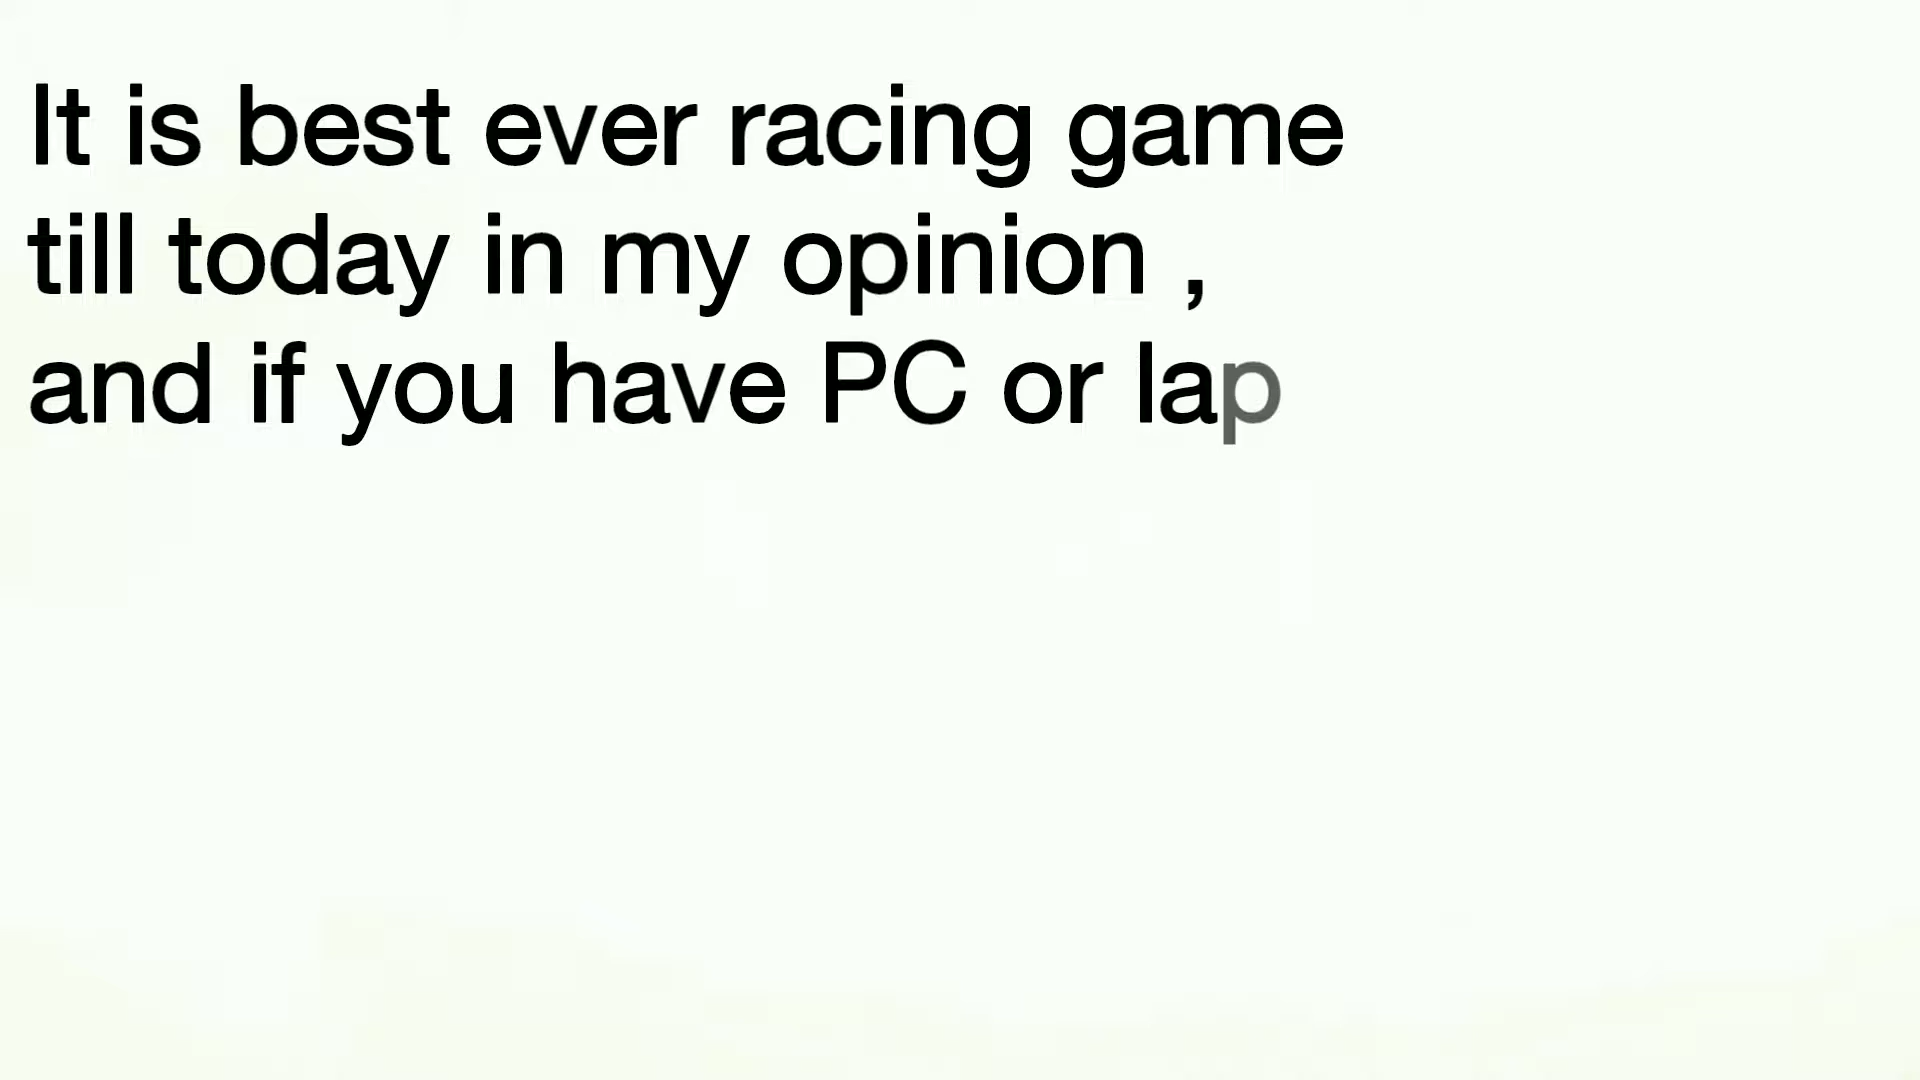 It is best ever racing game
till today in my opinion ,
and if you have PC or lap